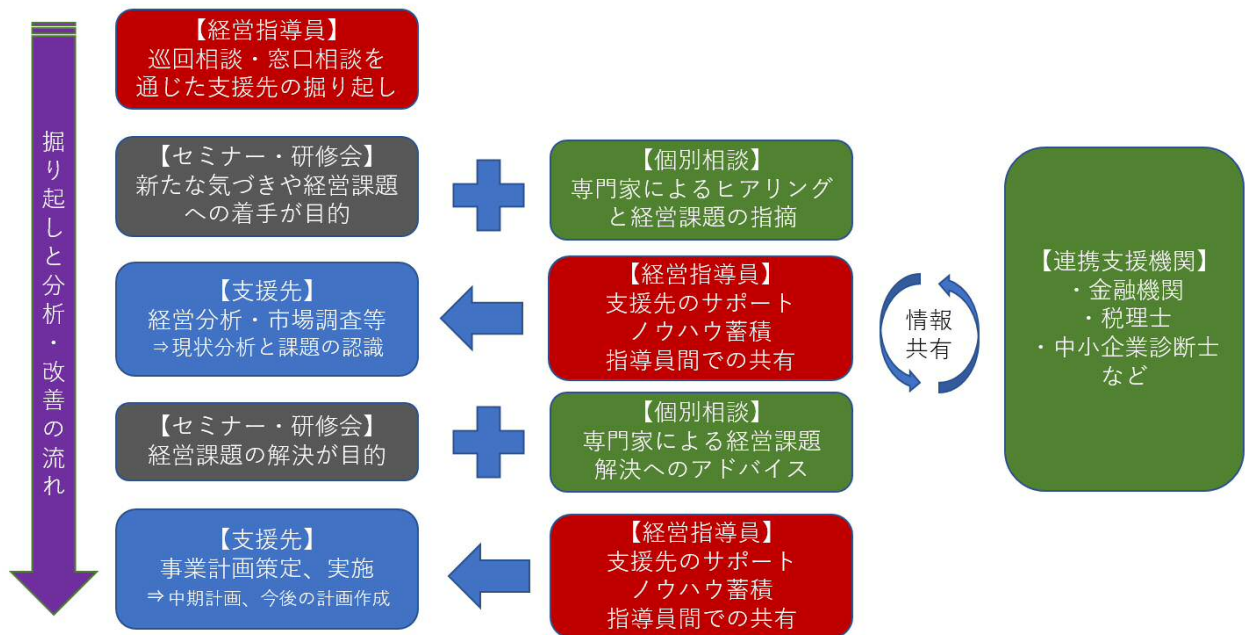 掘り起しと分析・改善の流れ
【経営指導員】
巡回相談・窓口相談を
通じた支援先の掘り起し
【セミナー・研修会】
新たな気づきや経営課題
への着手が目的
【個別相談】
専門家によるヒアリング
と経営課題の指摘
【支援先】
経営分析・市場調査等
⇒現状分析と課題の認識
【経営指導員】
支援先のサポート
ノウハウ蓄積
指導員間での共有
情報
共有
【連携支援機関】
・金融機関
・税理士
・中小企業診断士
など
【セミナー・研修会】
経営課題の解決が目的
【個別相談】
専門家による経営課題
解決へのアドバイス
【支援先】
事業計画策定、実施
⇒中期計画、今後の計画作成
【経営指導員】
支援先のサポート
ノウハウ蓄積
指導員間での共有